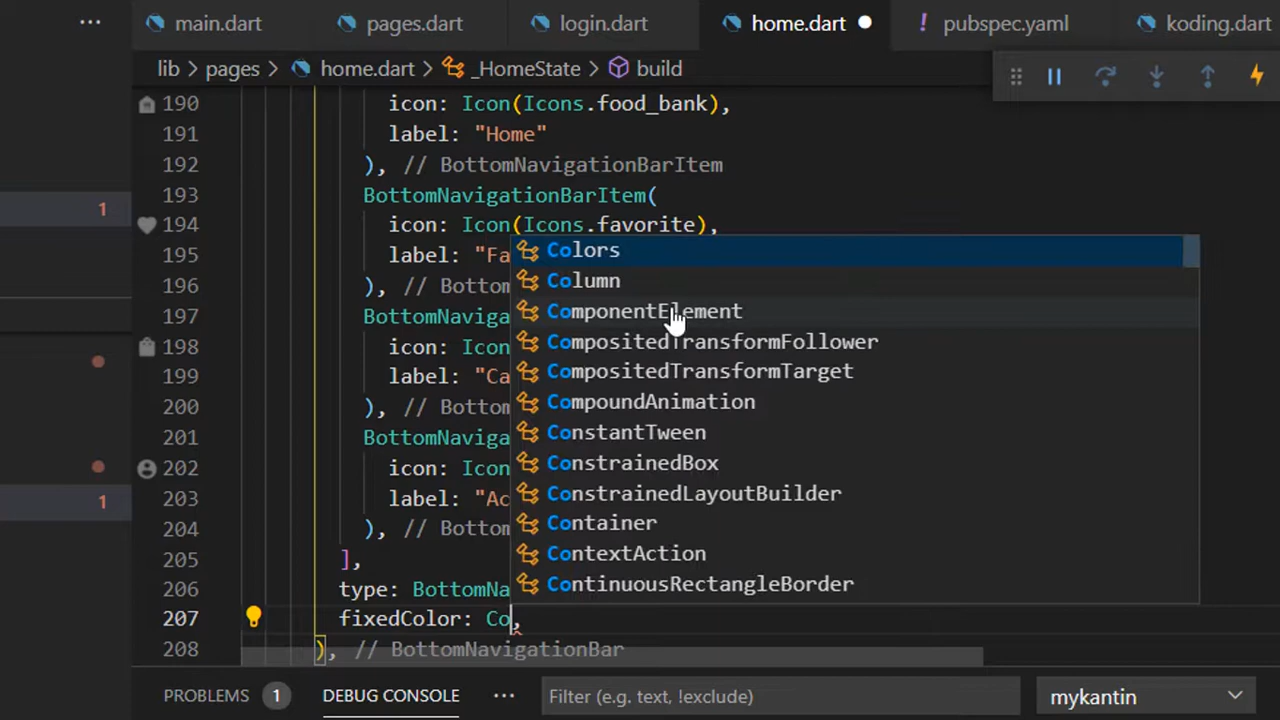 main.dart pages.dart login.dart home.dart pubspec.yaml koding.dart
lib > pages > home.dart > _HomeState > build
190 icon: Icon(Icons.food_bank),
191 label: "Home"
192 ), // BottomNavigationBarItem
193 BottomNavigationBarItem(
1
194 icon: Icon(Icons.favorite),
195 label: "Fa
196 ), // Bottom
197 BottomNaviga
198 icon: Icon
199 label: "Ca
200 ), // Bottom
201 BottomNaviga
202 icon: Icon
1
203 label: "Ac
204 ), // Bottom
205 ],
206 type: BottomNa
207 fixedColor: Co,
208 ), // BottomNavigationBar
Colors
Column
ComponentElement
CompositedTransformFollower
CompositedTransformTarget
CompoundAnimation
ConstantTween
ConstrainedBox
ConstrainedLayoutBuilder
Container
ContextAction
ContinuousRectangleBorder
PROBLEMS 1 DEBUG CONSOLE ... Filter (e.g. text, !exclude) mykantin